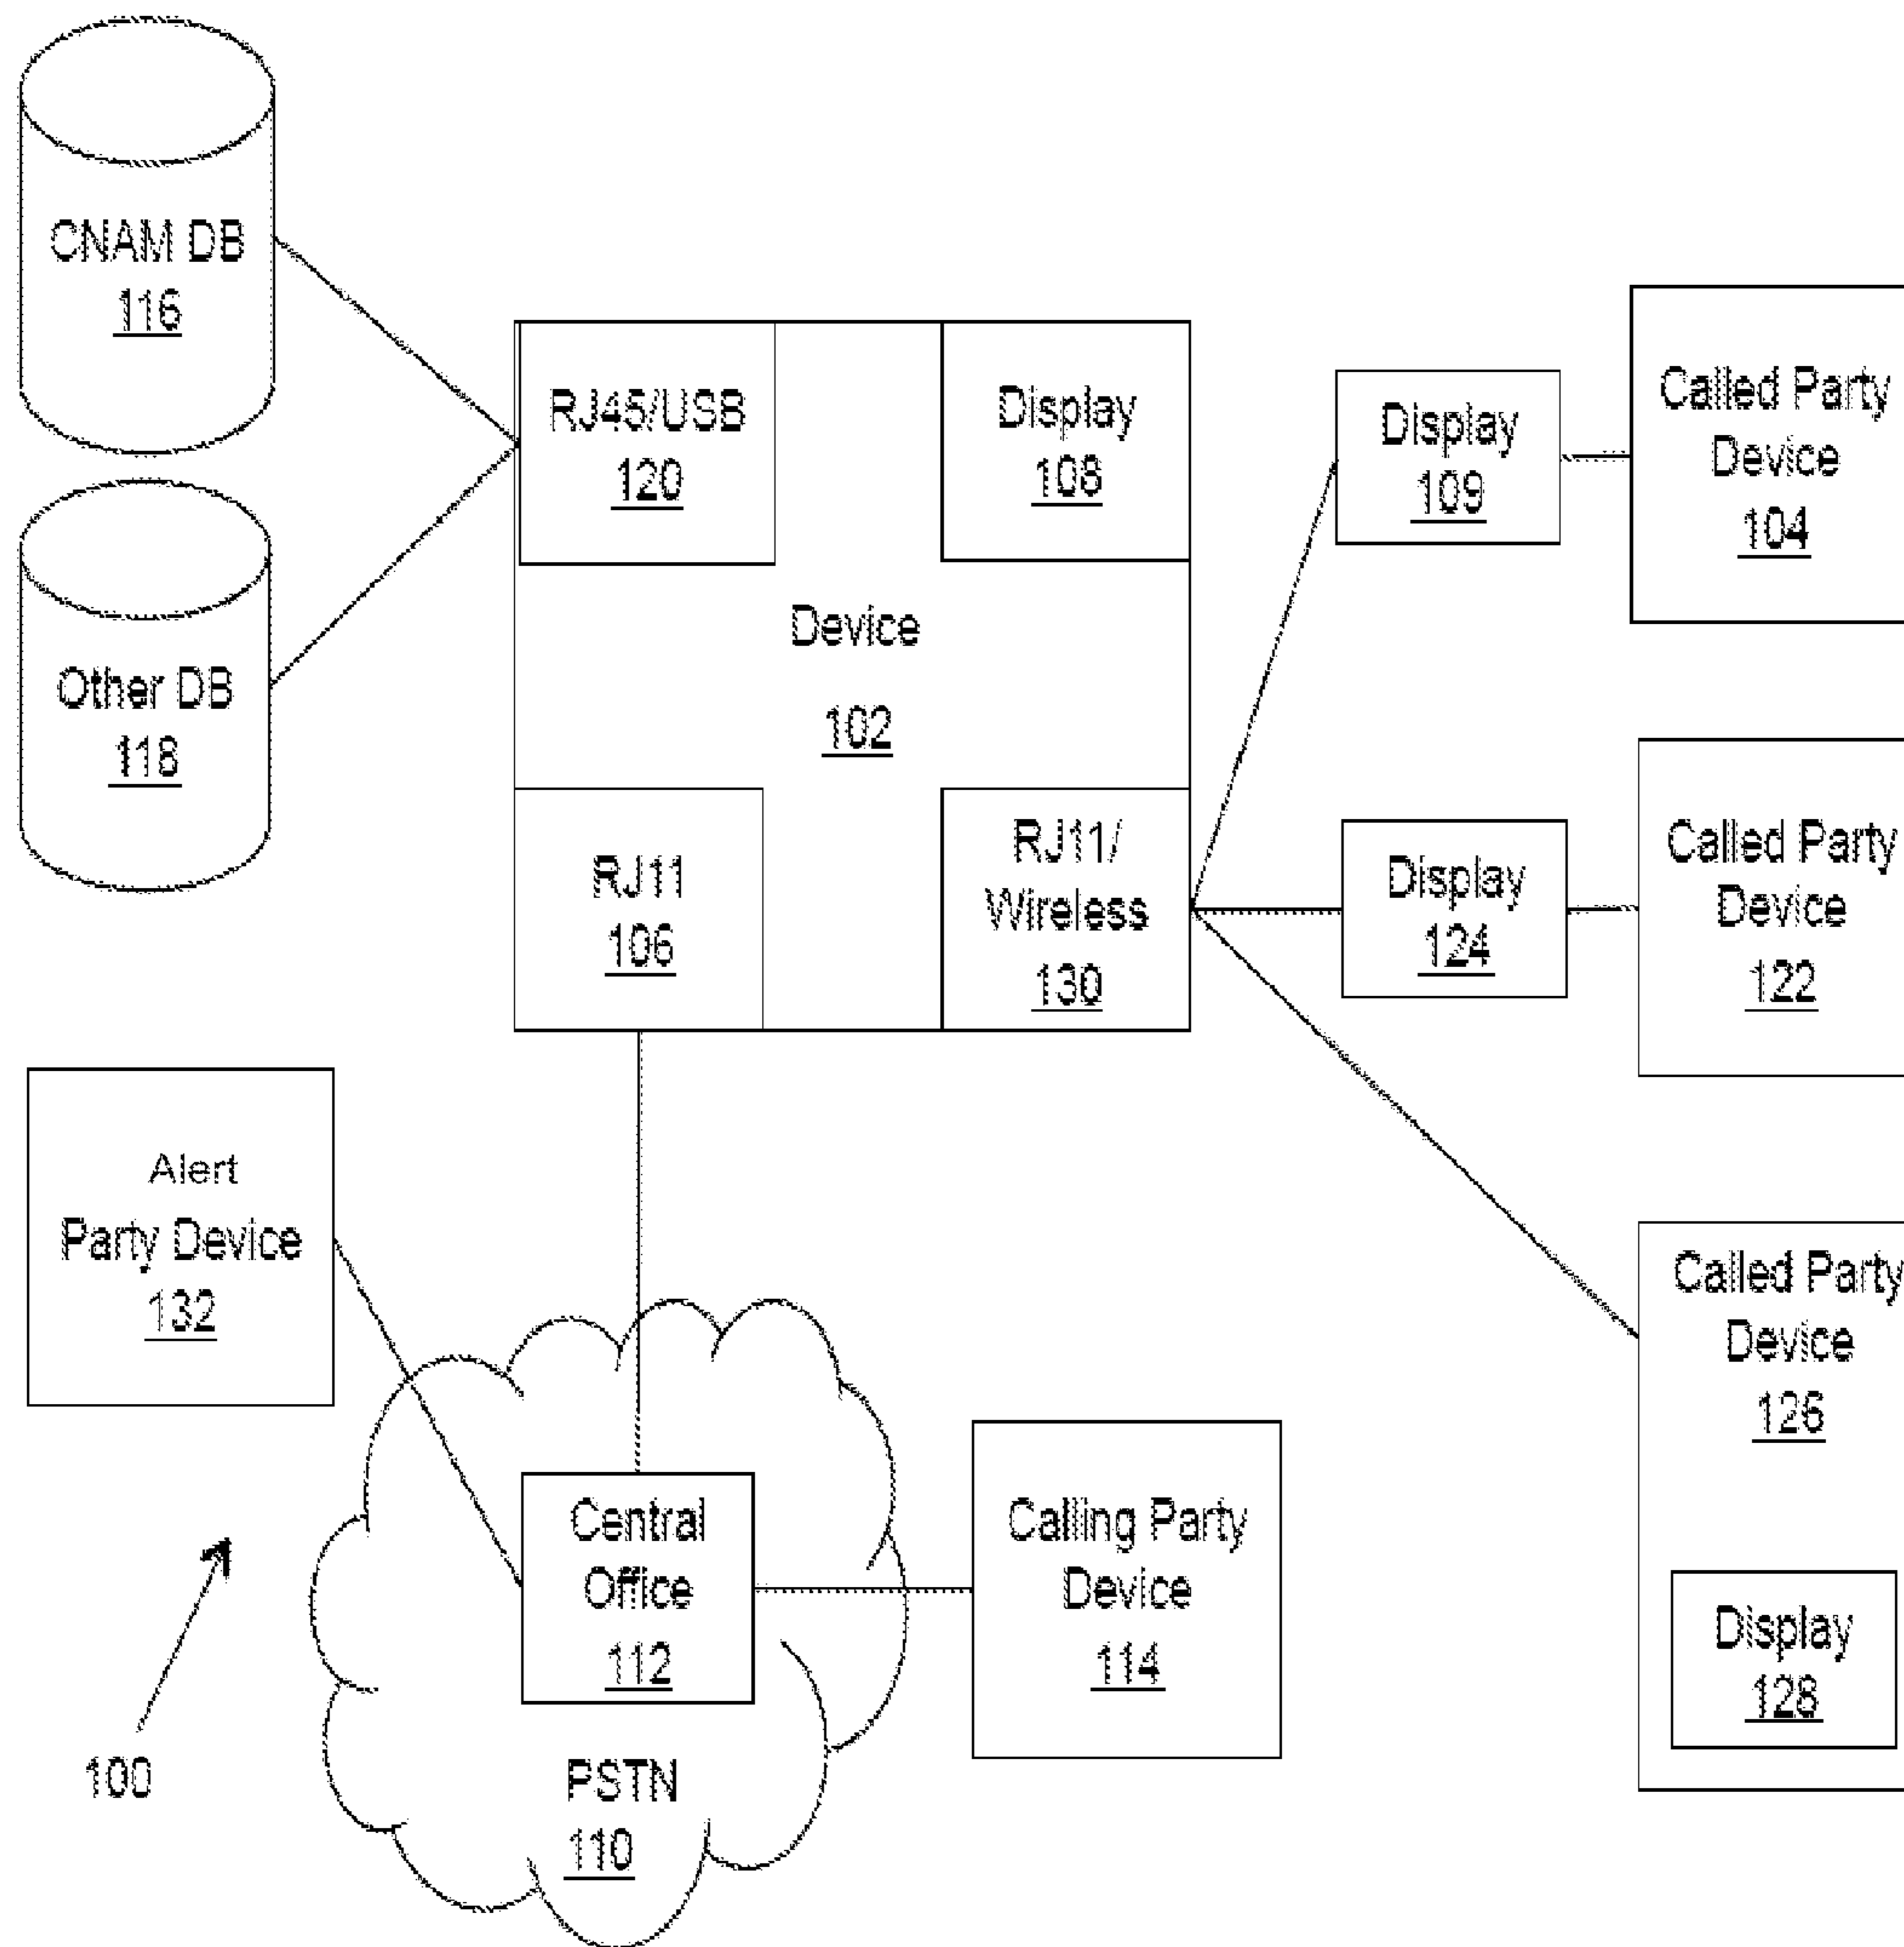 CNAM DB
116
Other DB
118
RJ45/USB
120
Display
108
Device
102
RJ11
106
RJ11/
Wireless
130
Display
109
Called Party
Device
104
Display
124
Called Party
Device
122
Called Party
Device
126
Display
128
Alert
Party Device
132
Central
Office
112
Calling Party
Device
114
PSTN
110
100